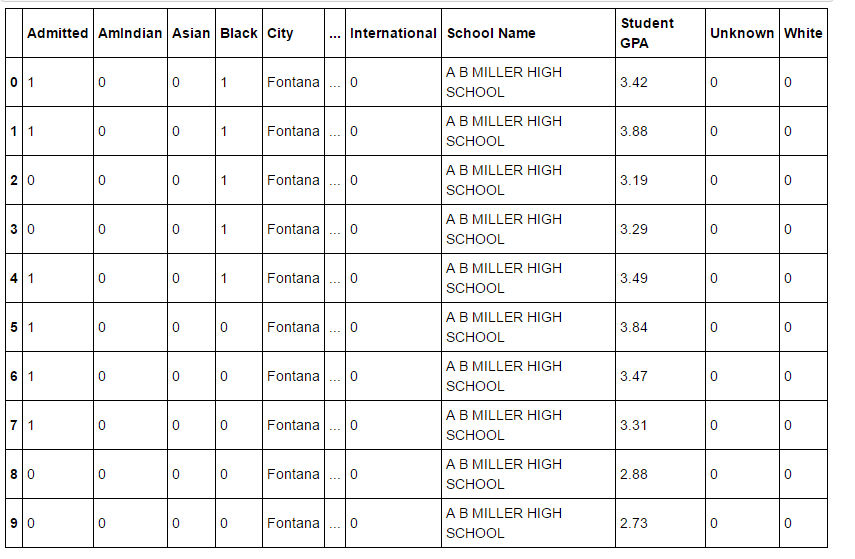 Admitted AmIndian Asian Black City ... International School Name Student GPA Unknown White
0 1 0 0 1 Fontana ... 0 A B MILLER HIGH SCHOOL 3.42 0 0
1 1 0 0 1 Fontana ... 0 A B MILLER HIGH SCHOOL 3.88 0 0
2 0 0 0 1 Fontana ... 0 A B MILLER HIGH SCHOOL 3.19 0 0
3 0 0 0 1 Fontana ... 0 A B MILLER HIGH SCHOOL 3.29 0 0
4 1 0 0 1 Fontana ... 0 A B MILLER HIGH SCHOOL 3.49 0 0
5 1 0 0 0 Fontana ... 0 A B MILLER HIGH SCHOOL 3.84 0 0
6 1 0 0 0 Fontana ... 0 A B MILLER HIGH SCHOOL 3.47 0 0
7 1 0 0 0 Fontana ... 0 A B MILLER HIGH SCHOOL 3.31 0 0
8 0 0 0 0 Fontana ... 0 A B MILLER HIGH SCHOOL 2.88 0 0
9 0 0 0 0 Fontana ... 0 A B MILLER HIGH SCHOOL 2.73 0 0